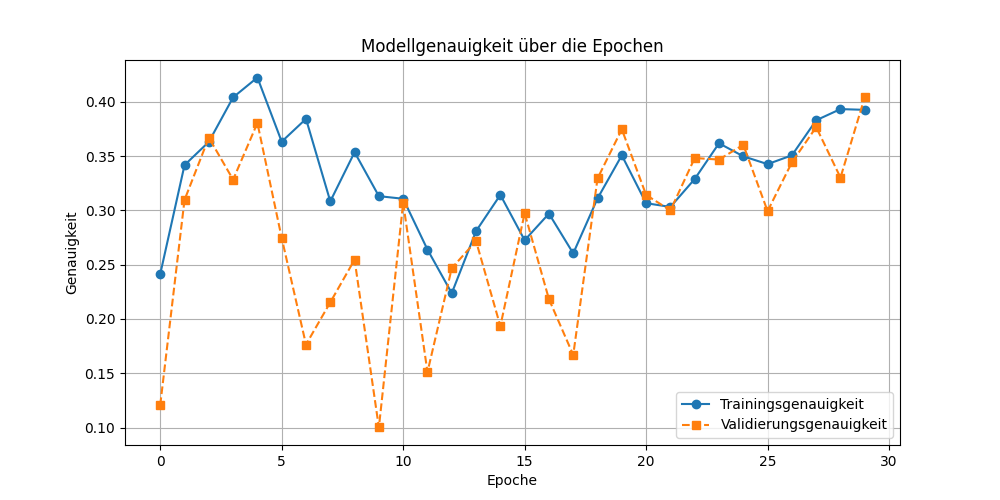 Modellgenauigkeit über die Epochen
Genauigkeit
0.40
0.35
0.30
0.25
0.20
0.15
0.10
0 5 10 15 20 25 30
Epoche
Trainingsgenauigkeit
Validierungsgenauigkeit